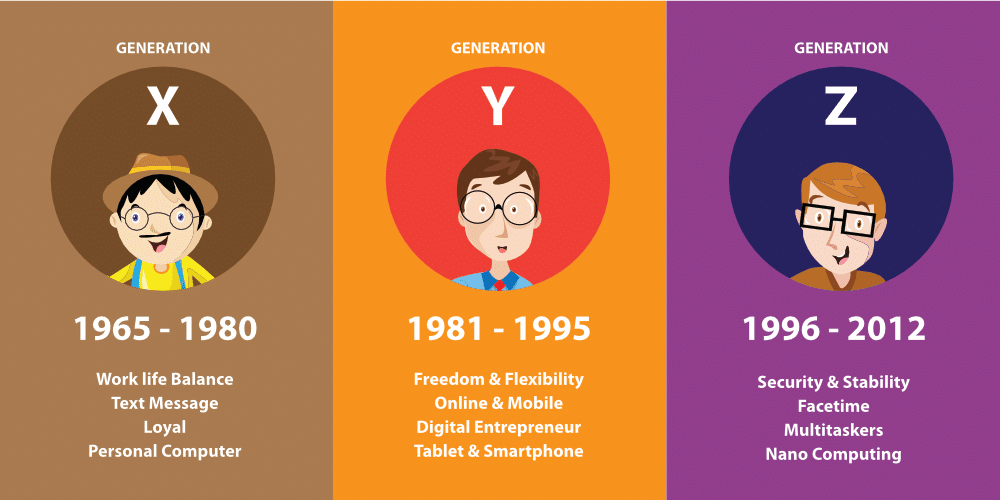 GENERATION
X
1965 - 1980
Work life Balance
Text Message
Loyal
Personal Computer
GENERATION
Y
1981 - 1995
Freedom & Flexibility
Online & Mobile
Digital Entrepreneur
Tablet & Smartphone
GENERATION
Z
1996 - 2012
Security & Stability
Facetime
Multitaskers
Nano Computing